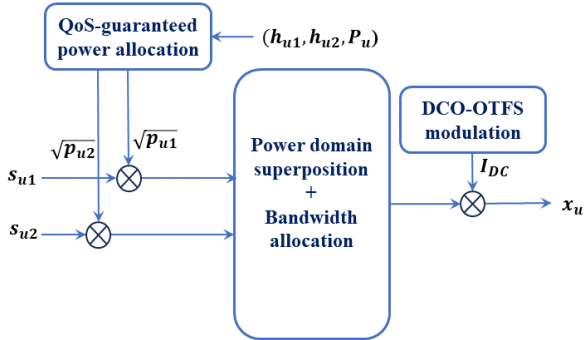 QoS-guaranteed
power allocation
(h_{u1}, h_{u2}, P_u)
DCO-OTFS
modulation
√p_{u2}
√p_{u1}
Power domain
superposition
+
Bandwidth
allocation
I_{DC}
s_{u1}
s_{u2}
x_u